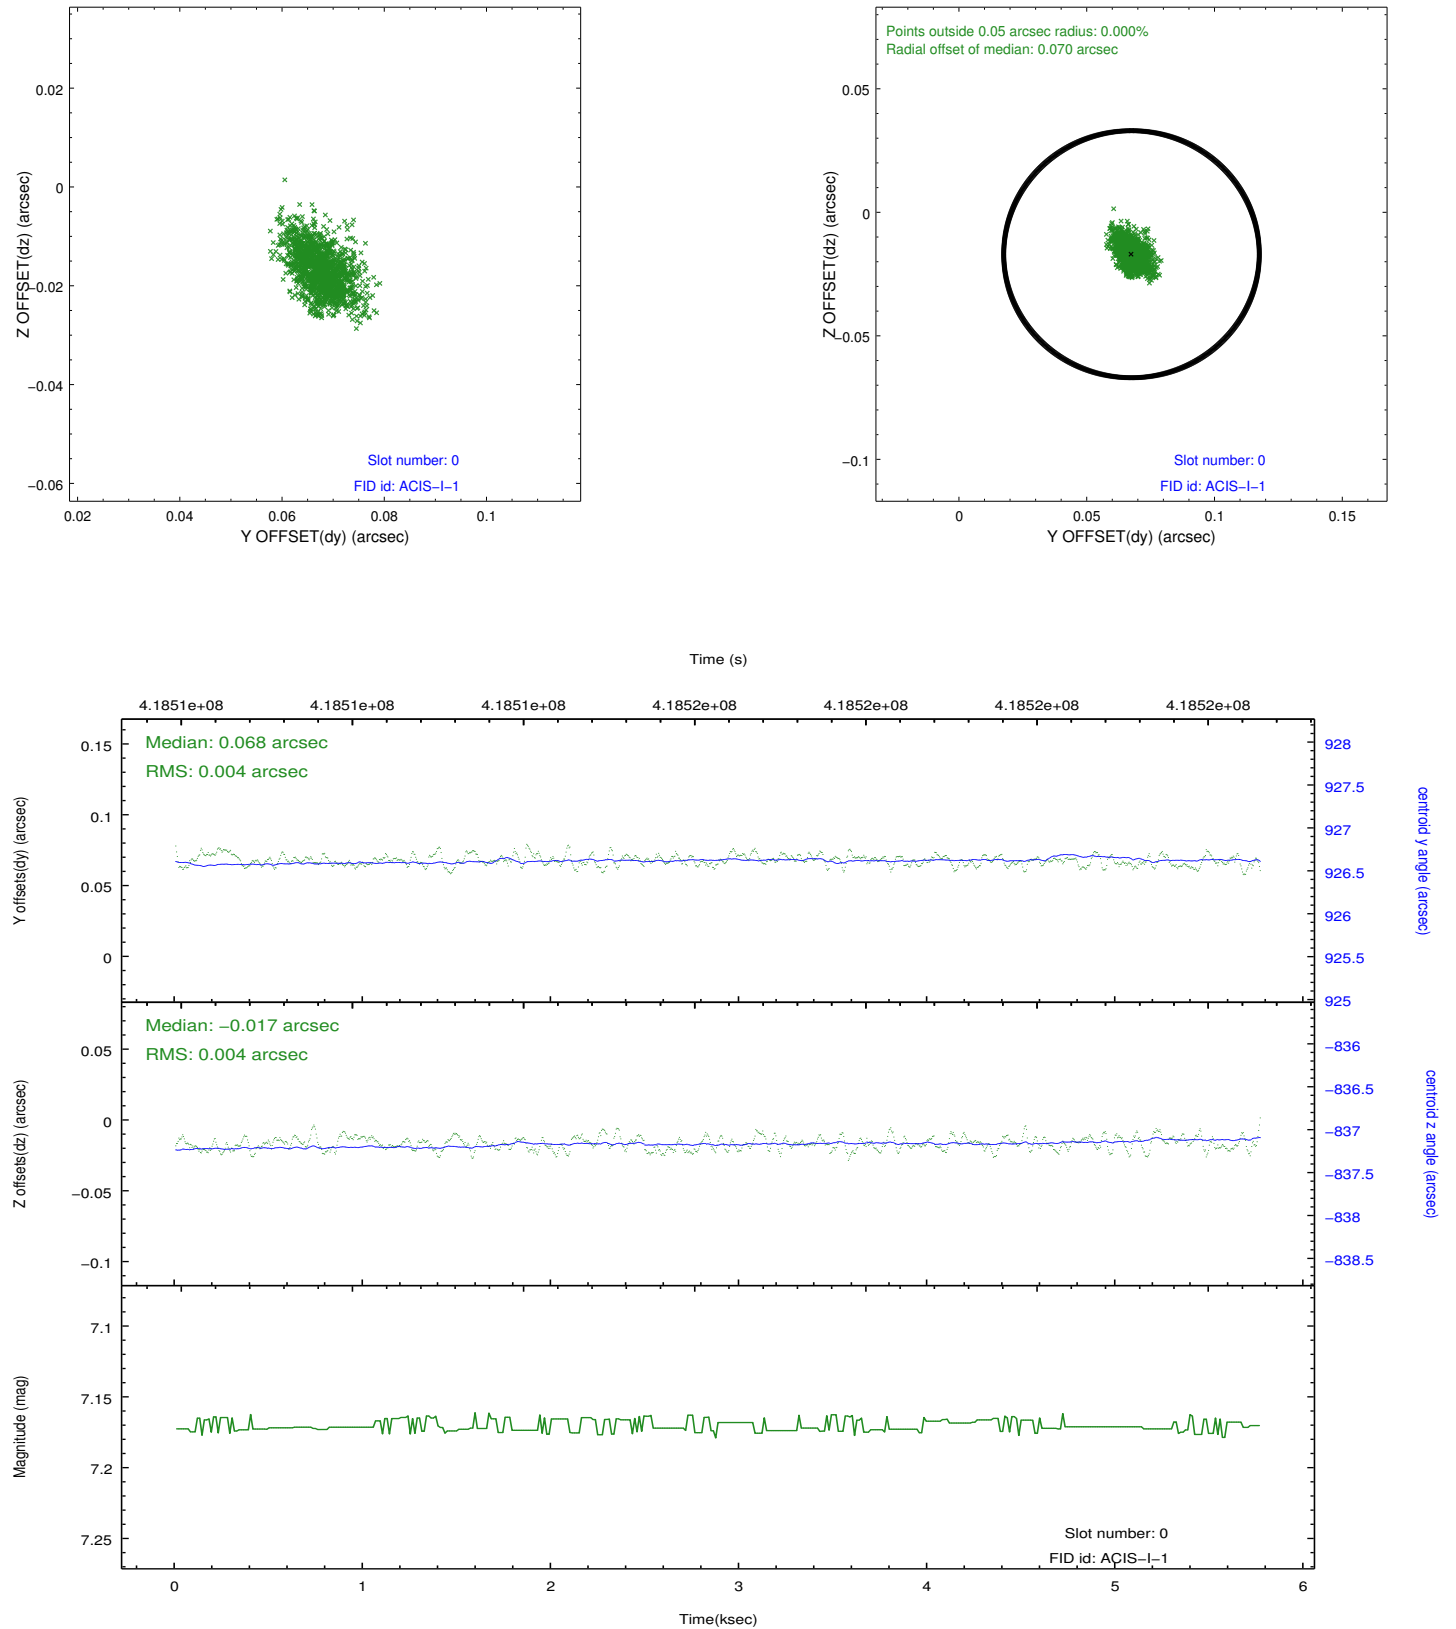 0.02
0
−0.02
−0.04
−0.06
Z OFFSET(dz) (arcsec)
Slot number: 0
FID id: ACIS−I−1
0.02 0.04 0.06 0.08 0.1
Y OFFSET(dy) (arcsec)
Points outside 0.05 arcsec radius: 0.000%
Radial offset of median: 0.070 arcsec
0.05
0
−0.05
−0.1
Z OFFSET(dz) (arcsec)
Slot number: 0
FID id: ACIS−I−1
0 0.05 0.1 0.15
Y OFFSET(dy) (arcsec)
Time (s)
4.1851e+08 4.1851e+08 4.1851e+08 4.1852e+08 4.1852e+08 4.1852e+08 4.1852e+08
Median: 0.068 arcsec
RMS: 0.004 arcsec
0.15
0.1
0.05
0
Y offsets(dy) (arcsec)
928
927.5
927
926.5
926
925.5
925
centroid y angle (arcsec)
Median: −0.017 arcsec
RMS: 0.004 arcsec
0.05
0
−0.05
−0.1
Z offsets(dz) (arcsec)
−836
−836.5
−837
−837.5
−838
−838.5
centroid z angle (arcsec)
7.1
7.15
7.2
7.25
Magnitude (mag)
Slot number: 0
FID id: ACIS−I−1
0 1 2 3 4 5 6
Time(ksec)